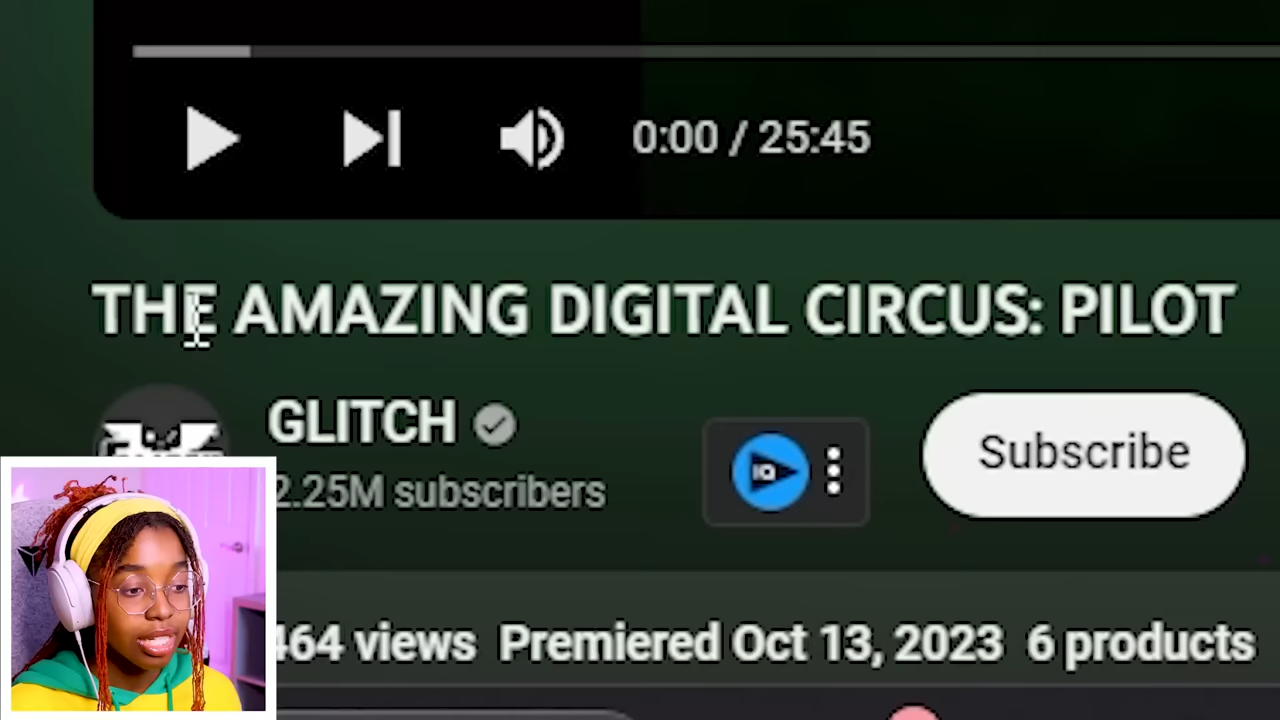 0:00 / 25:45
THE AMAZING DIGITAL CIRCUS: PILOT
GLITCH
2.25M subscribers
IQ
Subscribe
464 views Premiered Oct 13, 2023 6 products